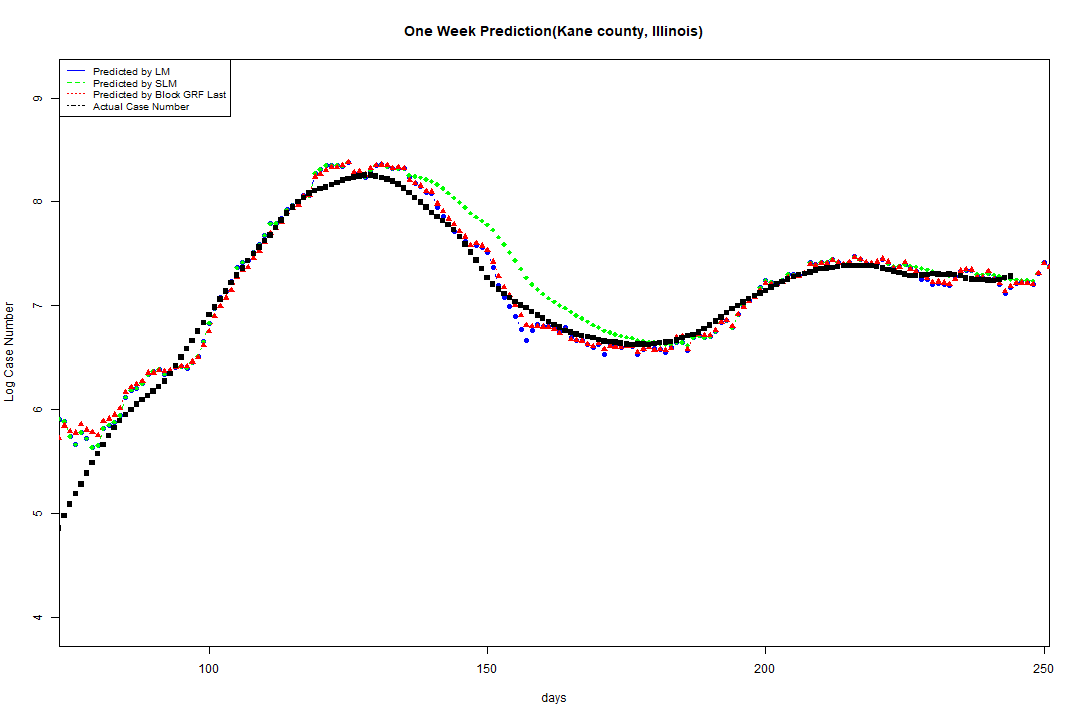 One Week Prediction(Kane county, Illinois)
Predicted by LM
Predicted by SLM
Predicted by Block GRF Last
Actual Case Number
9
8
7
6
5
4
Log Case Number
100
150
200
250
days